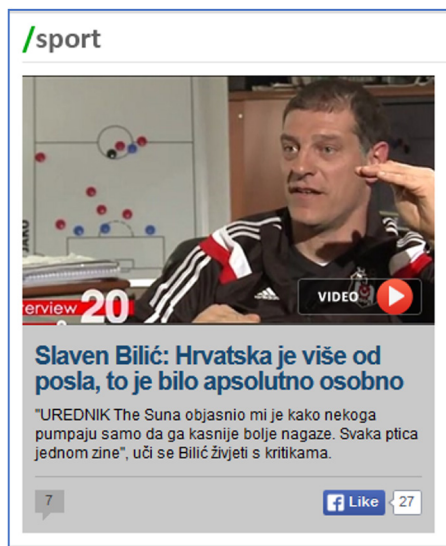 /sport
erview 20
VIDEO
Slaven Bilić: Hrvatska je više od
posla, to je bilo apsolutno osobno
"UREDNIK The Suna objasnio mi je kako nekoga
pumpaju samo da ga kasnije bolje nagaze. Svaka ptica
jednom zine", uči se Bilić živjeti s kritikama.
7
Like 27